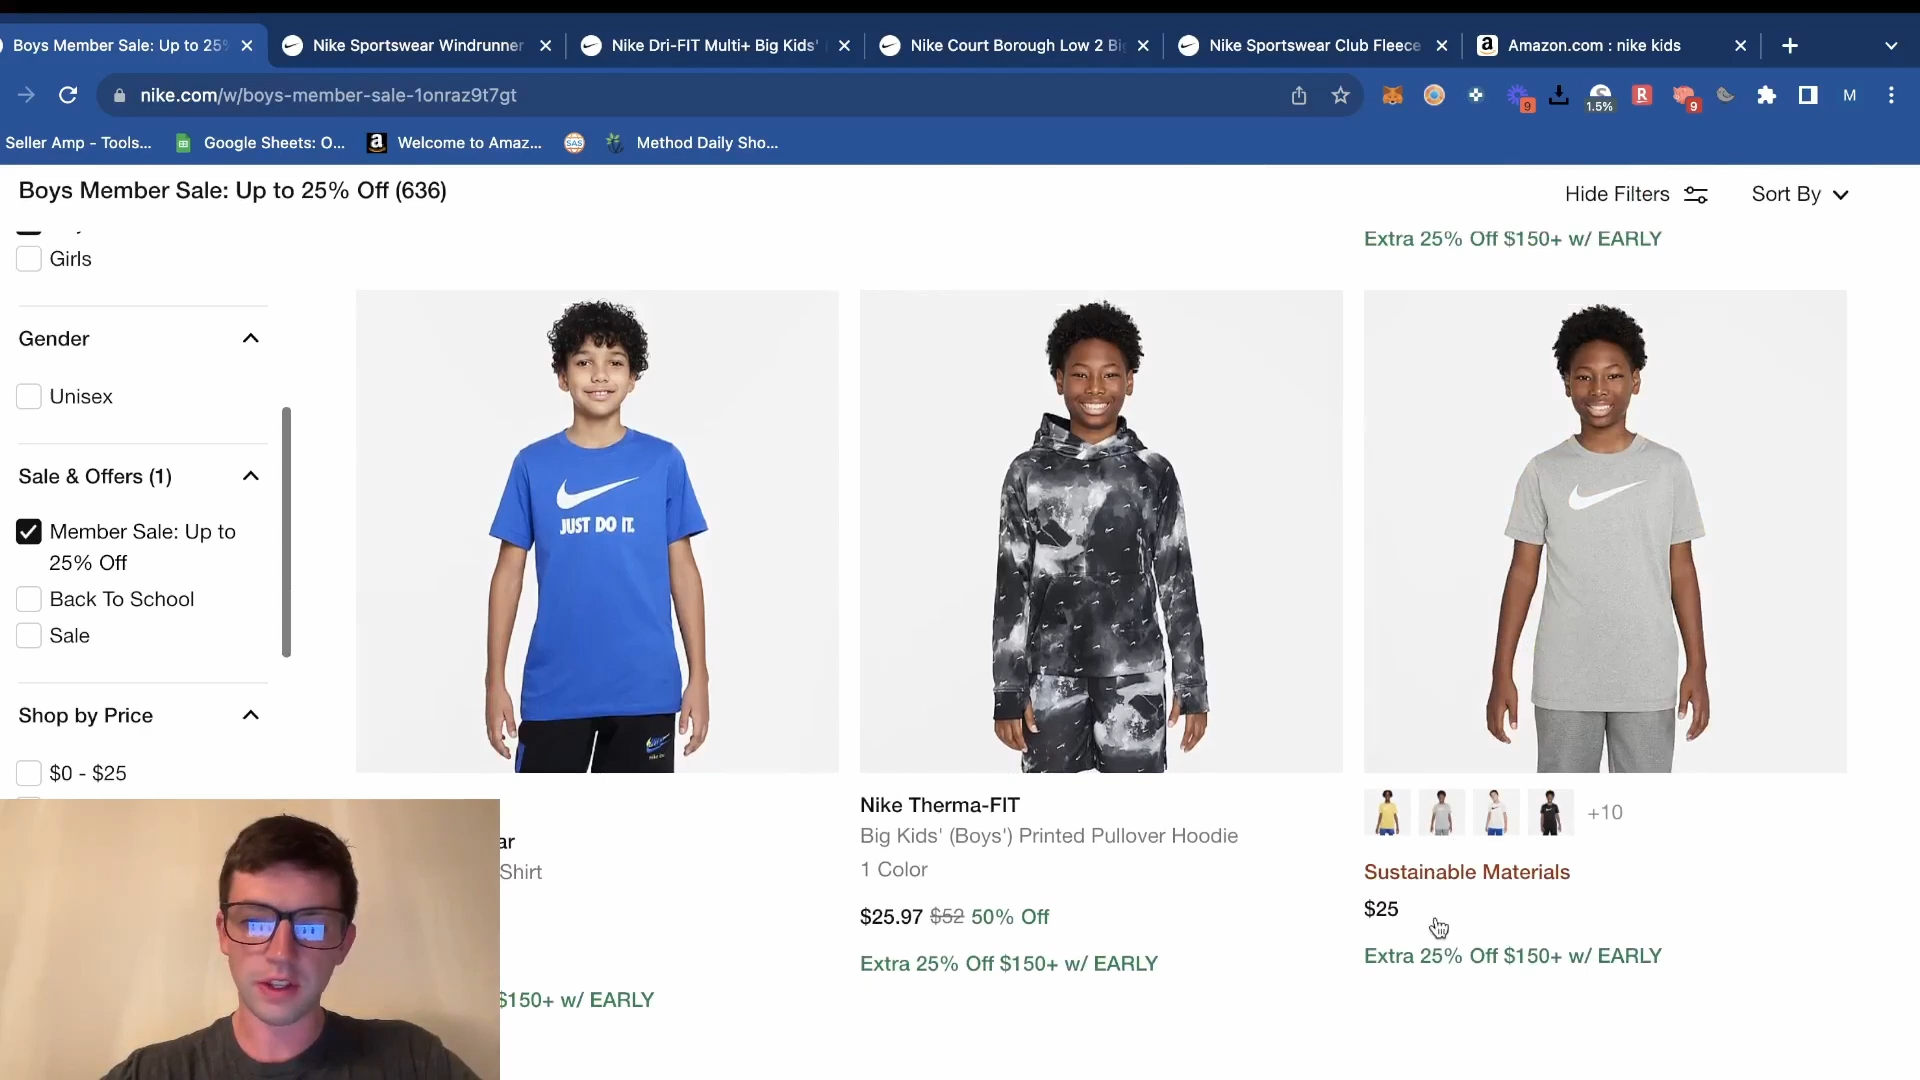 Boys Member Sale: Up to 25%
Nike Sportswear Windrunner
Nike Dri-FIT Multi+ Big Kids'
Nike Court Borough Low 2 Bi
Nike Sportswear Club Fleece
Amazon.com : nike kids
nike.com/w/boys-member-sale-1onraz9t7gt
9
1.5%
R
9
M
Seller Amp - Tools...
Google Sheets: O...
Welcome to Amaz...
SAS
Method Daily Sho...
Boys Member Sale: Up to 25% Off (636)
Hide Filters
Sort By
Girls
Gender
Unisex
Sale & Offers (1)
Member Sale: Up to
25% Off
Back To School
Sale
Shop by Price
$0 - $25
Extra 25% Off $150+ w/ EARLY
JUST DO IT.
ar
Shirt
$150+ w/ EARLY
Nike Therma-FIT
Big Kids' (Boys') Printed Pullover Hoodie
1 Color
$25.97 $52 50% Off
Extra 25% Off $150+ w/ EARLY
+10
Sustainable Materials
$25
Extra 25% Off $150+ w/ EARLY